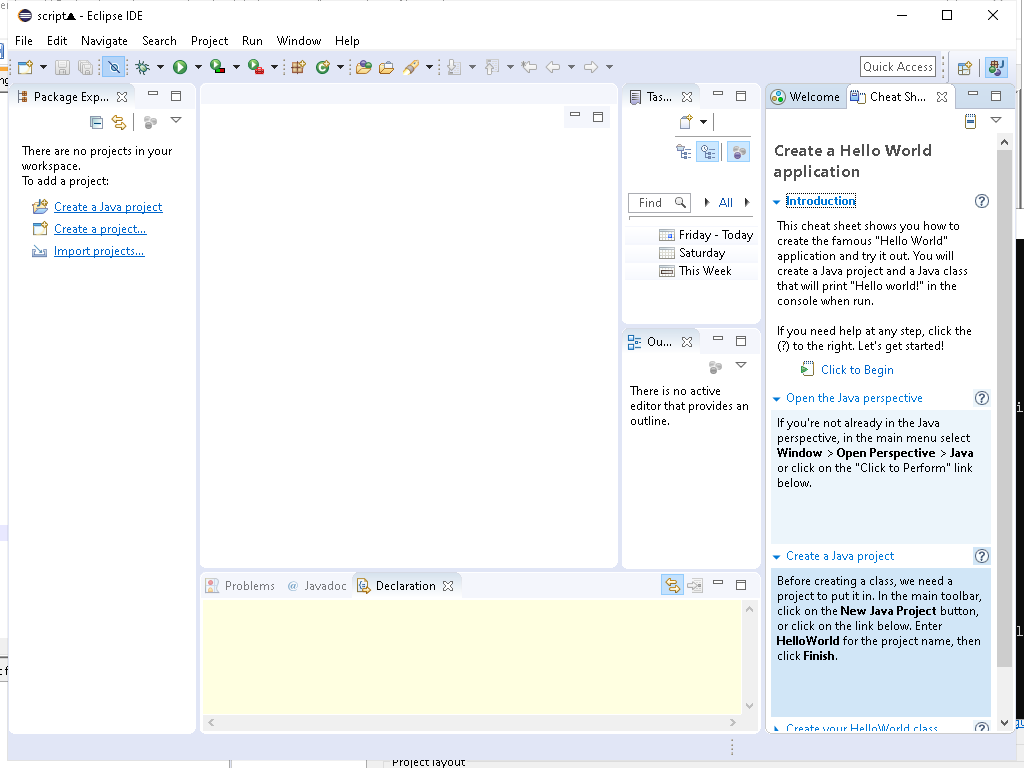 script▲ - Eclipse IDE
File Edit Navigate Search Project Run Window Help
Quick Access
Package Exp...
There are no projects in your
workspace.
To add a project:
Create a Java project
Create a project...
Import projects...
Tas...
Find
All
Friday - Today
Saturday
This Week
Ou...
There is no active
editor that provides an
outline.
Problems @ Javadoc Declaration
Welcome Cheat Sh...
Create a Hello World
application
Introduction
This cheat sheet shows you how to
create the famous "Hello World"
application and try it out. You will
create a Java project and a Java class
that will print "Hello world!" in the
console when run.
If you need help at any step, click the
(?) to the right. Let's get started!
Click to Begin
Open the Java perspective
If you're not already in the Java
perspective, in the main menu select
Window > Open Perspective > Java
or click on the "Click to Perform" link
below.
Create a Java project
Before creating a class, we need a
project to put it in. In the main toolbar,
click on the New Java Project button,
or click on the link below. Enter
HelloWorld for the project name, then
click Finish.
Create your HelloWorld class
Project layout